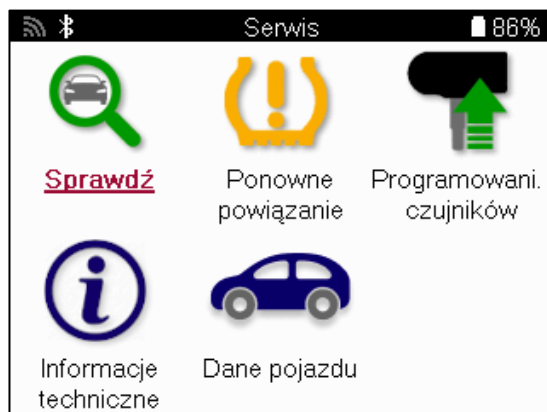 Serwis 86%
Sprawdź Ponowne Programowani.
powiązanie czujników
Informacje Dane pojazdu
techniczne